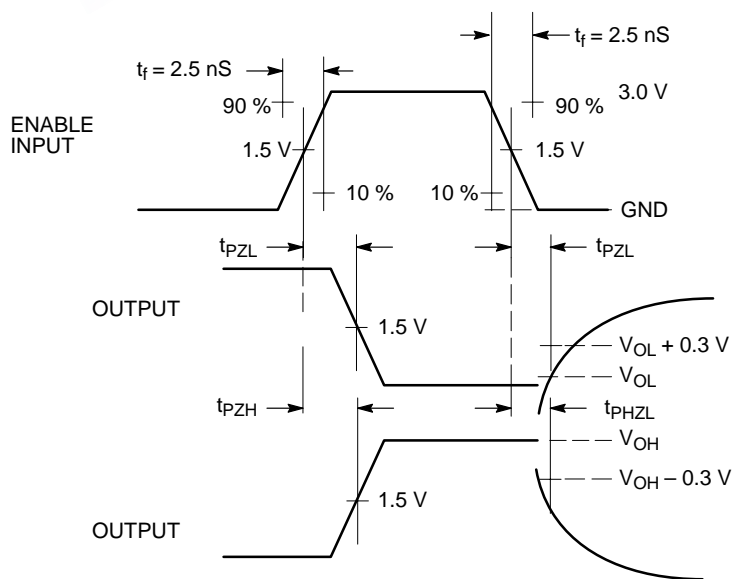 t_f = 2.5 nS
t_f = 2.5 nS
90 %
90 %
3.0 V
ENABLE
INPUT
1.5 V
1.5 V
10 %
10 %
GND
t_PZL
t_PZL
OUTPUT
1.5 V
V_OL + 0.3 V
V_OL
t_PZH
t_PHZL
V_OH
V_OH – 0.3 V
1.5 V
OUTPUT